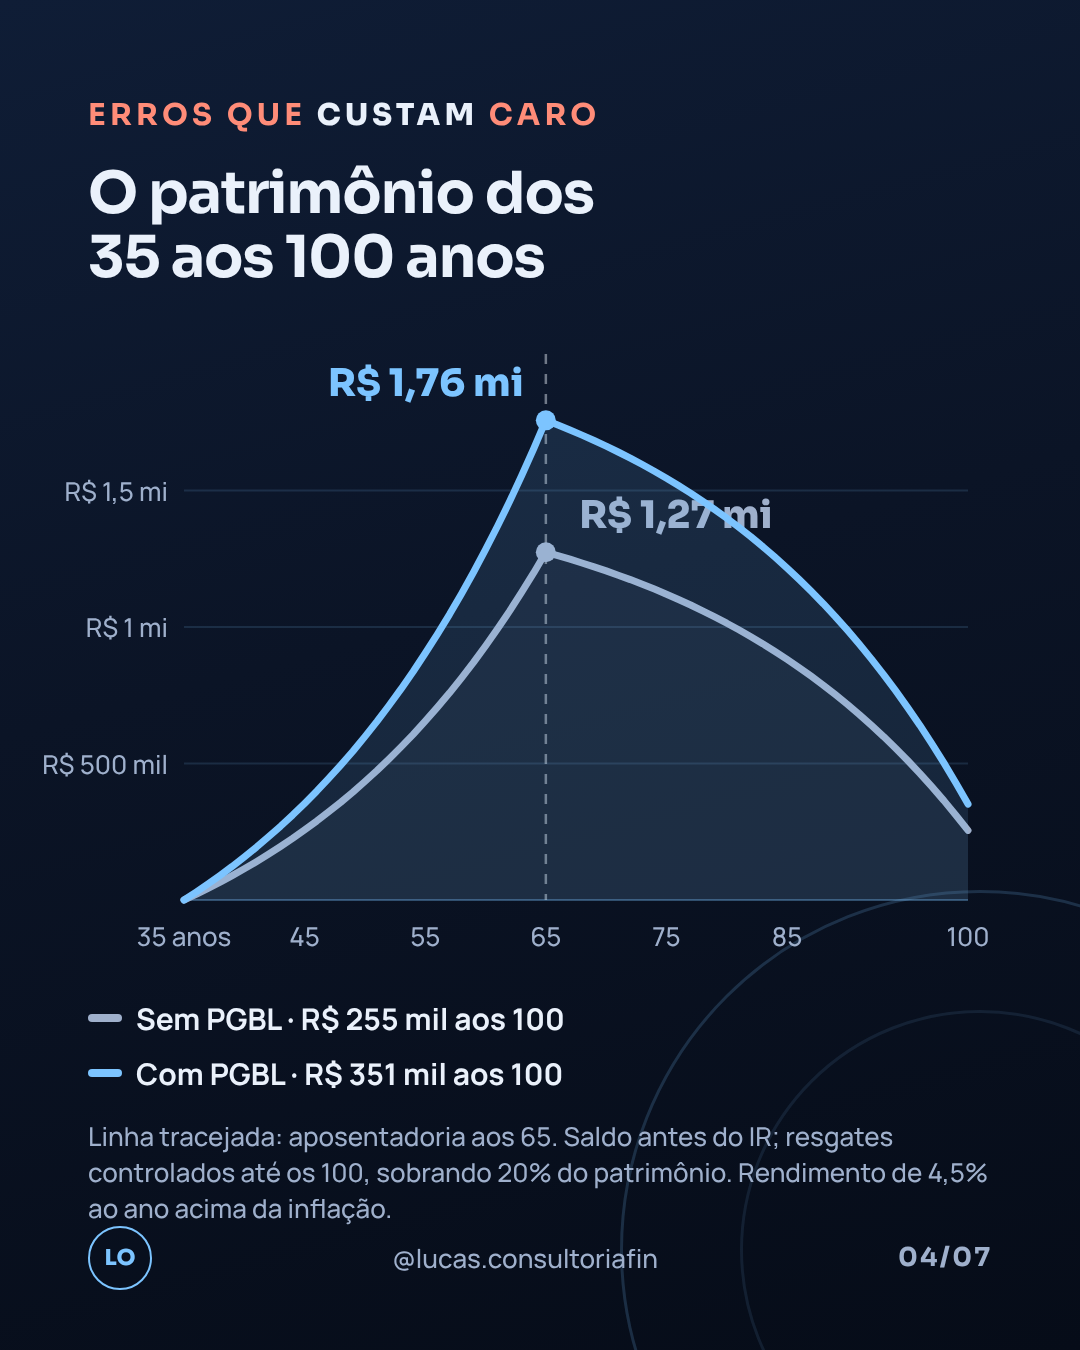 ERROS QUE CUSTAM CARO
O patrimônio dos
35 aos 100 anos
R$ 1,76 mi
R$ 1,5 mi
R$ 1,27 mi
R$ 1 mi
R$ 500 mil
35 anos 45 55 65 75 85 100
Sem PGBL · R$ 255 mil aos 100
Com PGBL · R$ 351 mil aos 100
Linha tracejada: aposentadoria aos 65. Saldo antes do IR; resgates
controlados até os 100, sobrando 20% do patrimônio. Rendimento de 4,5%
ao ano acima da inflação.
LO @lucas.consultoriafin 04/07